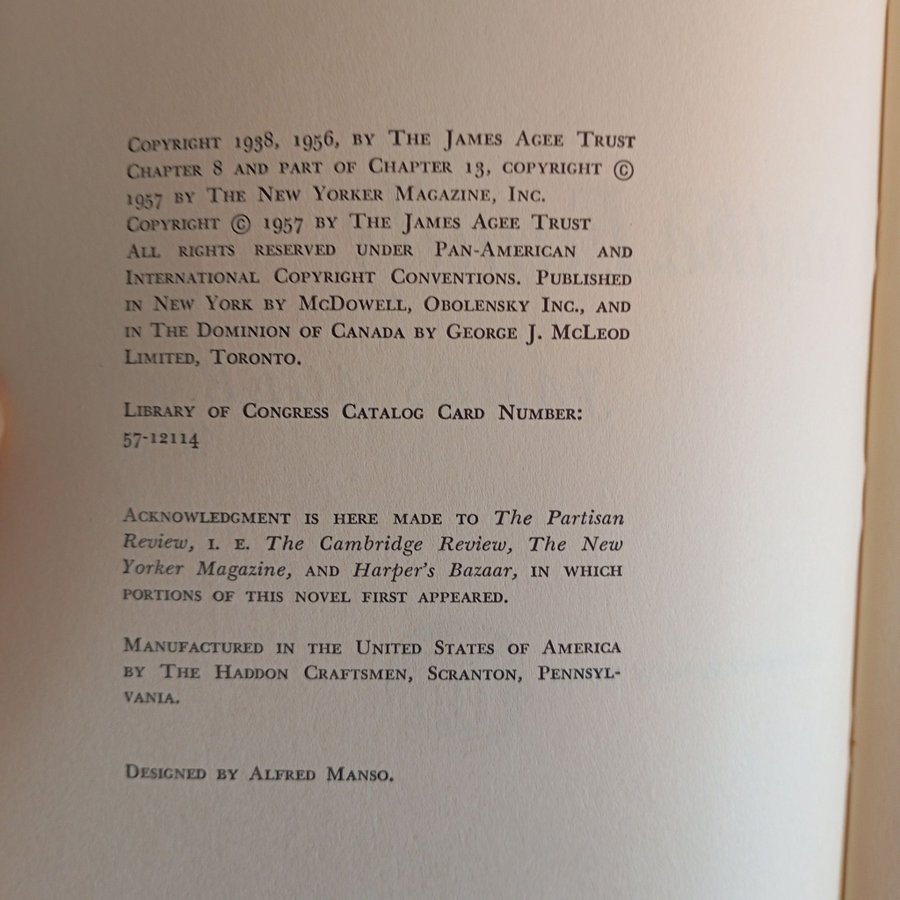 Copyright 1938, 1956, by The James Agee Trust
Chapter 8 and part of Chapter 13, copyright ©
1957 by The New Yorker Magazine, Inc.
Copyright © 1957 by The James Agee Trust
All rights reserved under Pan-American and
International Copyright Conventions. Published
in New York by McDowell, Obolensky Inc., and
in The Dominion of Canada by George J. McLeod
Limited, Toronto.
Library of Congress Catalog Card Number:
57-12114
Acknowledgment is here made to The Partisan
Review, i. e. The Cambridge Review, The New
Yorker Magazine, and Harper's Bazaar, in which
portions of this novel first appeared.
Manufactured in the United States of America
by The Haddon Craftsmen, Scranton, Pennsyl-
vania.
Designed by Alfred Manso.